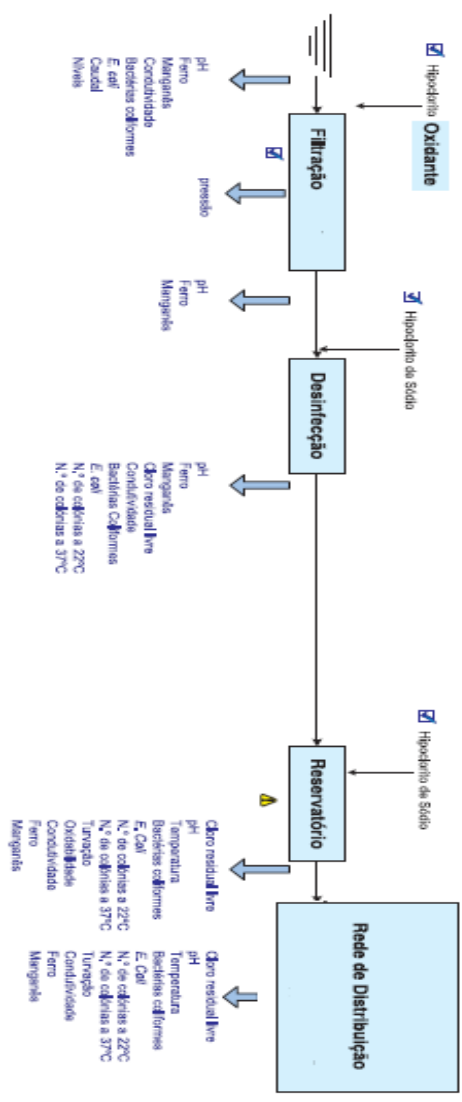 Hipoclorito
Oxidante
Filtração
pH
Ferro
Manganês
Condutividade
Bactérias coliformes
E. coli
Caudal
Níveis
pressão
pH
Ferro
Manganês
Hipoclorito de Sódio
Desinfecção
pH
Ferro
Manganês
Cloro residual livre
Condutividade
Bactérias Coliformes
E. coli
N.º de colónias a 22ºC
N.º de colónias a 37ºC
Hipoclorito de Sódio
Reservatório
Cloro residual livre
pH
Temperatura
Bactérias coliformes
E. Coli
N.º de colónias a 22ºC
N.º de colónias a 37ºC
Turvação
Oxidabilidade
Condutividade
Ferro
Manganês
Rede de Distribuição
Cloro residual livre
pH
Temperatura
Bactérias coliformes
E. Coli
N.º de colónias a 22ºC
N.º de colónias a 37ºC
Turvação
Condutividade
Ferro
Manganês